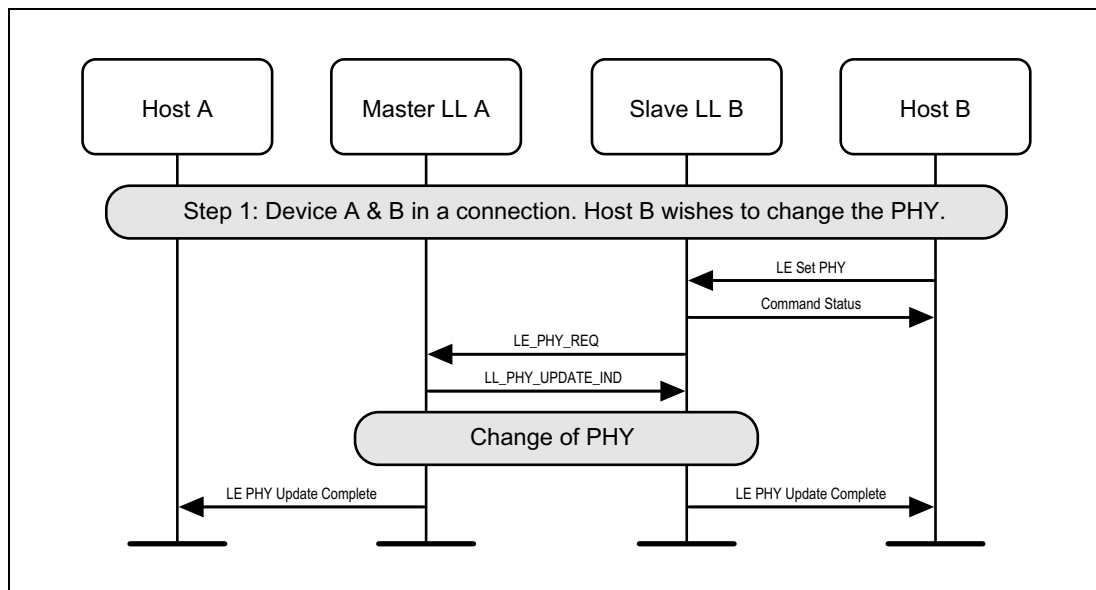 Host A
Master LL A
Slave LL B
Host B
Step 1: Device A & B in a connection. Host B wishes to change the PHY.
LE Set PHY
Command Status
LE_PHY_REQ
LL_PHY_UPDATE_IND
Change of PHY
LE PHY Update Complete
LE PHY Update Complete